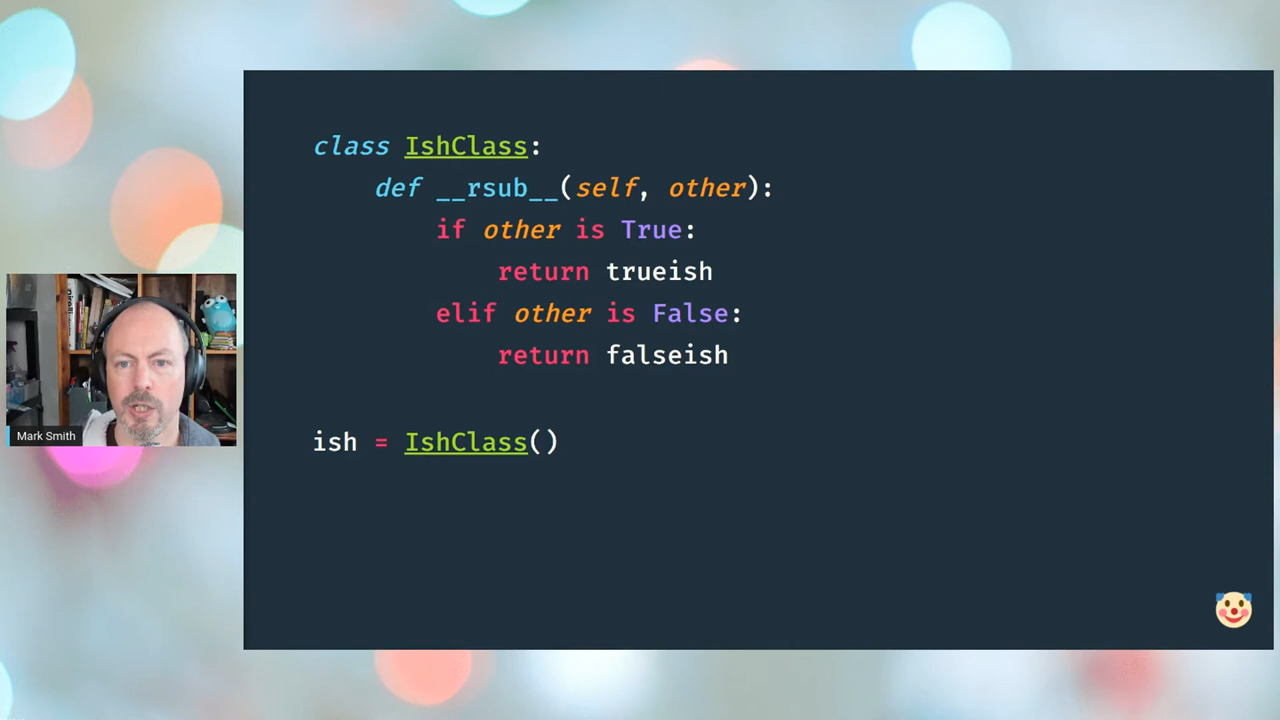 class IshClass:
    def __rsub__(self, other):
        if other is True:
            return trueish
        elif other is False:
            return falseish
ish = IshClass()
Mark Smith